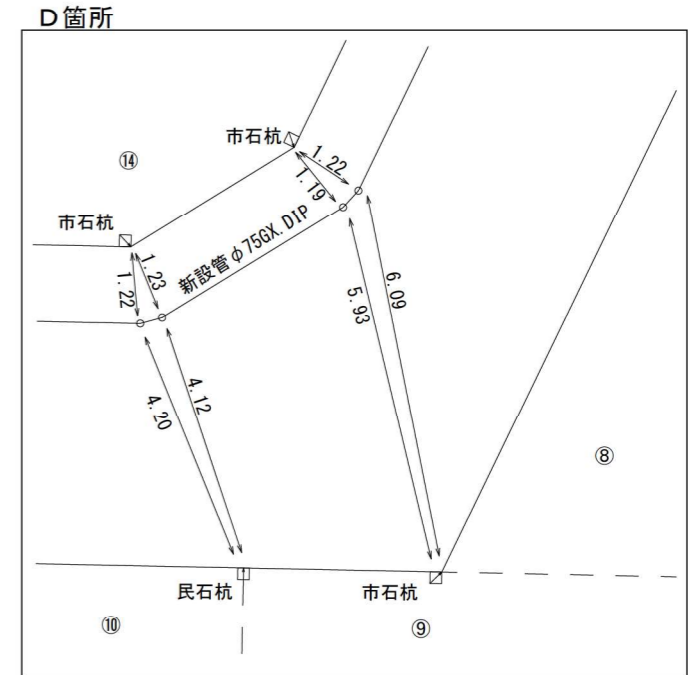 D箇所
市石杭
⑭
1.22
1.19
市石杭
新設管φ75GX.DIP
1.23
1.22
6.09
5.93
4.12
4.20
⑧
民石杭
市石杭
⑩
⑨